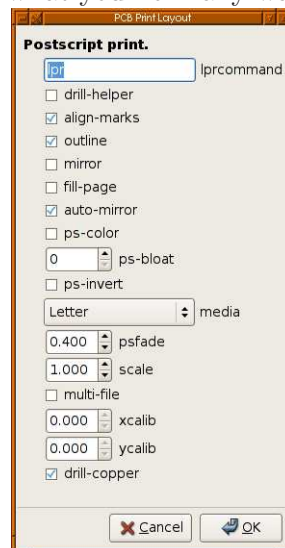 PCB Print Layout
Postscript print.
lpr lprcommand
drill-helper
align-marks
outline
mirror
fill-page
auto-mirror
ps-color
0 ps-bloat
ps-invert
Letter media
0.400 psfade
1.000 scale
multi-file
0.000 xcalib
0.000 ycalib
drill-copper
Cancel OK